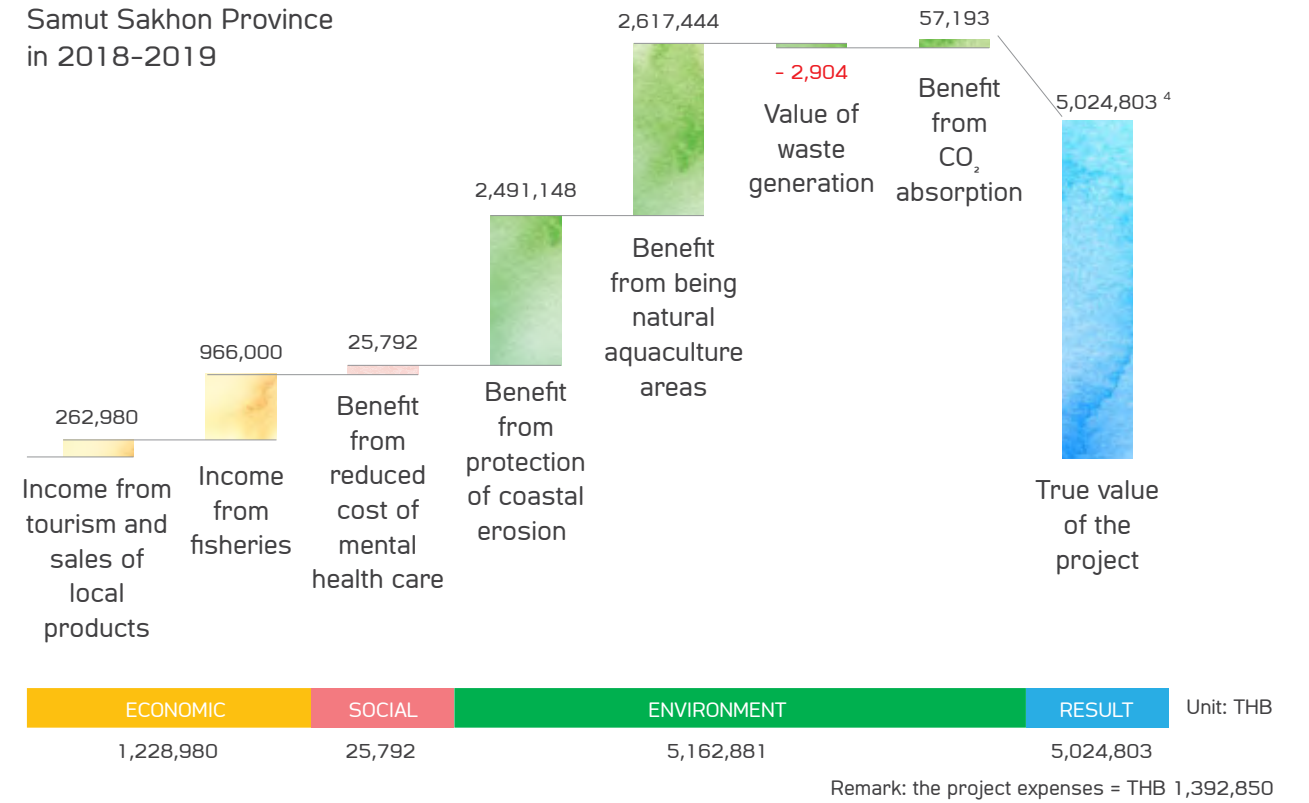 Samut Sakhon Province
in 2018-2019
262,980
Income from
tourism and
sales of
local
products
966,000
Income
from
fisheries
25,792
Benefit
from
reduced
cost of
mental
health care
2,491,148
Benefit
from
protection
of coastal
erosion
2,617,444
Benefit
from being
natural
aquaculture
areas
- 2,904
Value of
waste
generation
57,193
Benefit
from
CO₂
absorption
5,024,803 ⁴
True value
of the
project
ECONOMIC SOCIAL ENVIRONMENT RESULT Unit: THB
1,228,980 25,792 5,162,881 5,024,803
Remark: the project expenses = THB 1,392,850